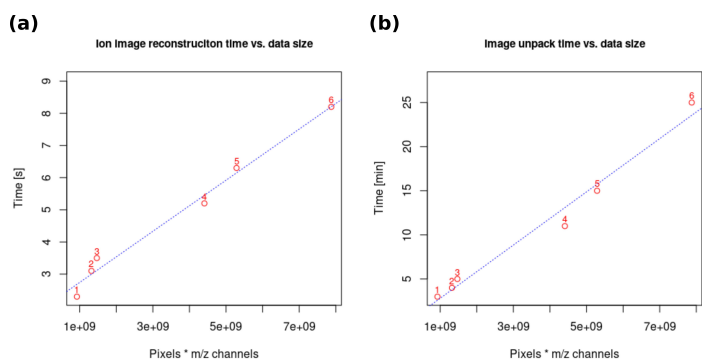 (a)
Ion image reconstruciton time vs. data size
Time [s]
9
8
7
6
5
4
3
1
2
3
4
5
6
1e+09
3e+09
5e+09
7e+09
Pixels * m/z channels
(b)
Image unpack time vs. data size
Time [min]
25
20
15
10
5
1
2
3
4
5
6
1e+09
3e+09
5e+09
7e+09
Pixels * m/z channels